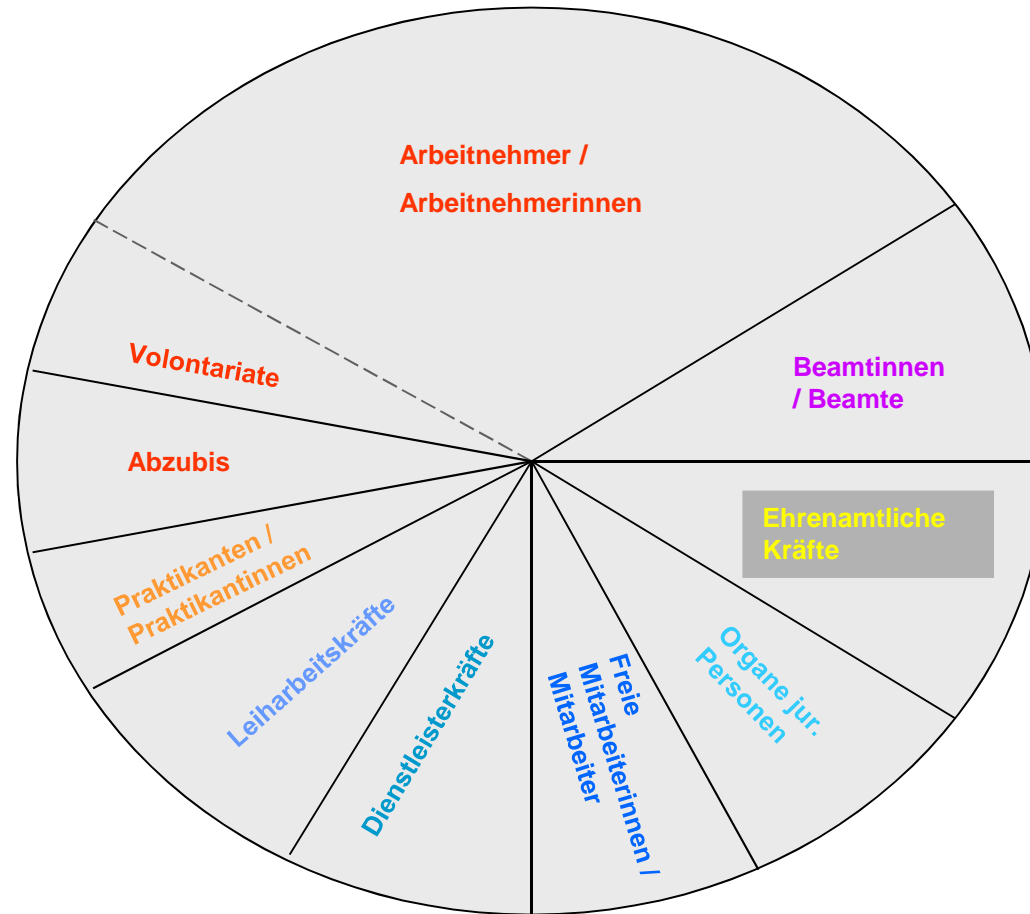 Arbeitnehmer /
Arbeitnehmerinnen
Beamtinnen
/ Beamte
Volontariate
Abzubis
Ehrenamtliche
Kräfte
Praktikanten /
Praktikantinnen
Leiharbeitskräfte
Dienstleisterkräfte
Freie
Mitarbeiterinnen /
Mitarbeiter
Organe jur.
Personen